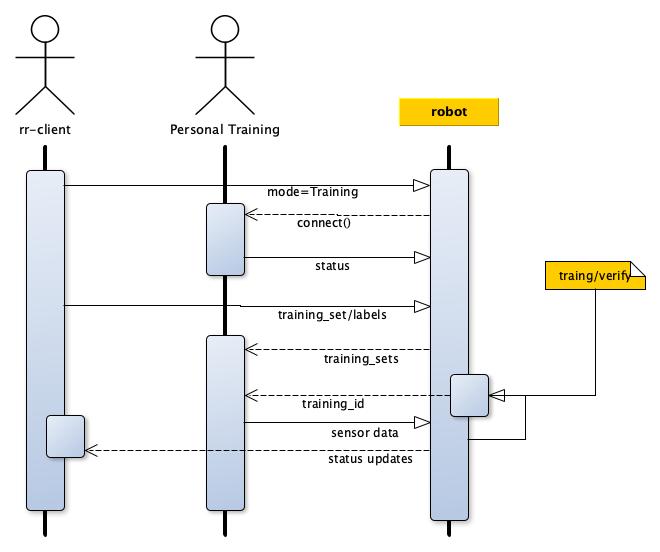 rr-client
Personal Training
robot
mode=Training
connect()
status
traing/verify
training_set/labels
training_sets
training_id
sensor data
status updates